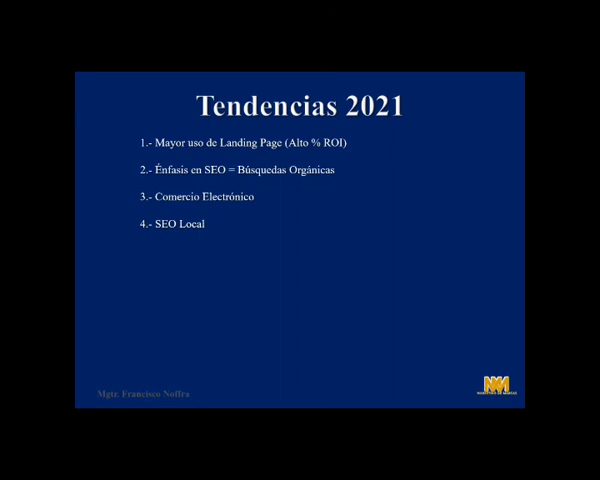 Tendencias 2021
1.- Mayor uso de Landing Page (Alto % ROI)
2.- Énfasis en SEO = Búsquedas Orgánicas
3.- Comercio Electrónico
4.- SEO Local
Mgtr. Francisco Noffra